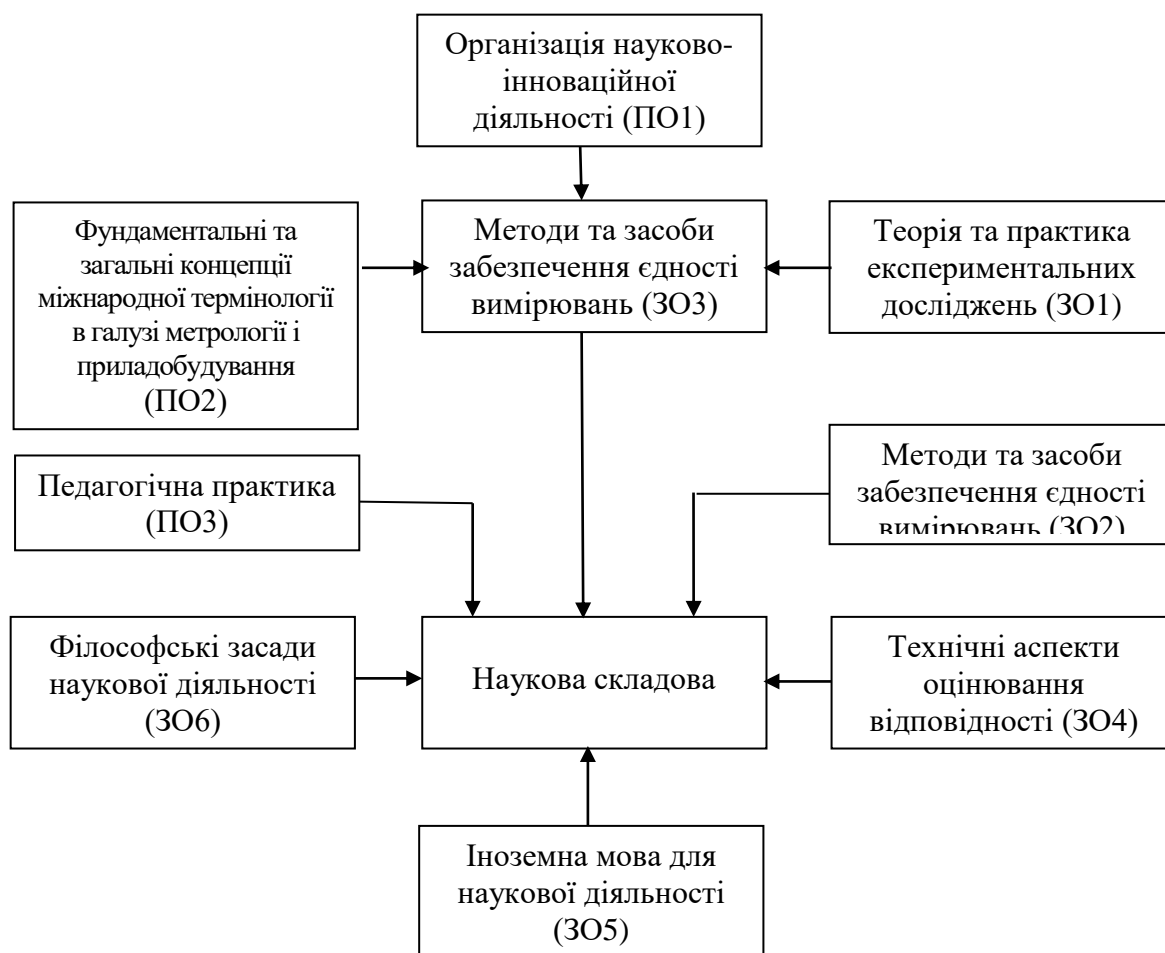 Організація науково-
інноваційної
діяльності (ПО1)
Фундаментальні та
загальні концепції
міжнародної термінології
в галузі метрології і
приладобудування
(ПО2)
Методи та засоби
забезпечення єдності
вимірювань (ЗО3)
Теорія та практика
експериментальних
досліджень (ЗО1)
Педагогічна практика
(ПО3)
Методи та засоби
забезпечення єдності
вимірювань (ЗО2)
Філософські засади
наукової діяльності
(ЗО6)
Наукова складова
Технічні аспекти
оцінювання
відповідності (ЗО4)
Іноземна мова для
наукової діяльності
(ЗО5)